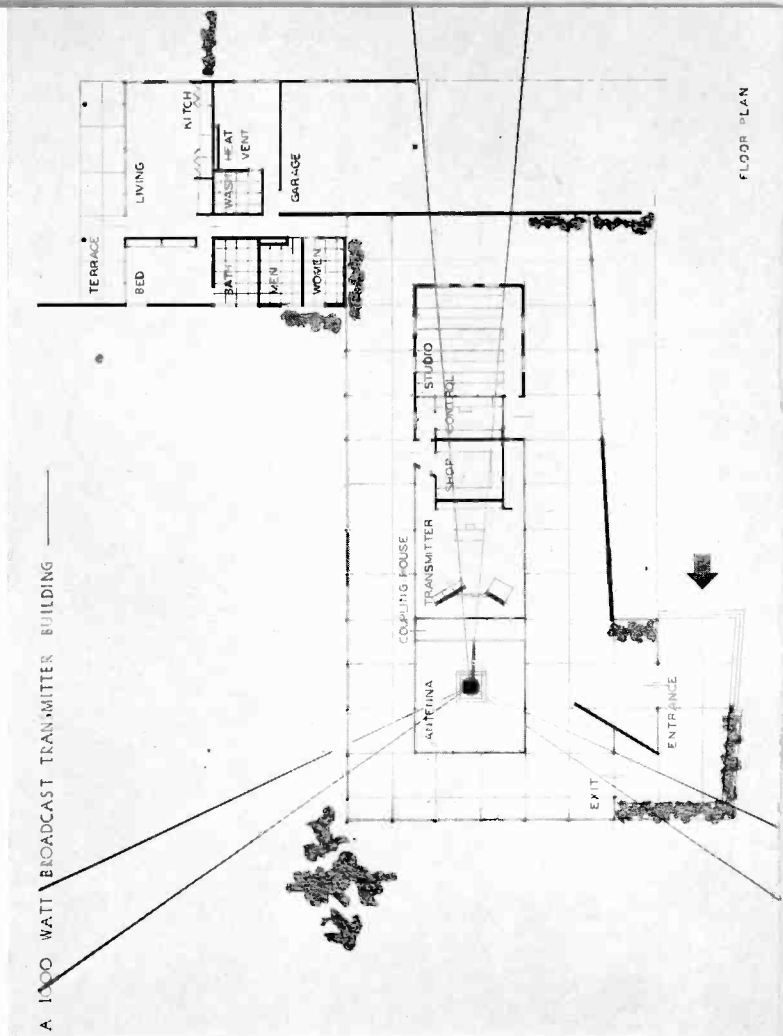 A 1000 WATT BROADCAST TRANSMITTER BUILDING
TERRACE
BED
LIVING
KITCH
BATH
WASH
HEAT
VENT
MEN
WOMEN
GARAGE
COUPLING HOUSE
ANTENNA
TRANSMITTER
SHOP
CONTROL
STUDIO
EXIT
ENTRANCE
FLOOR PLAN